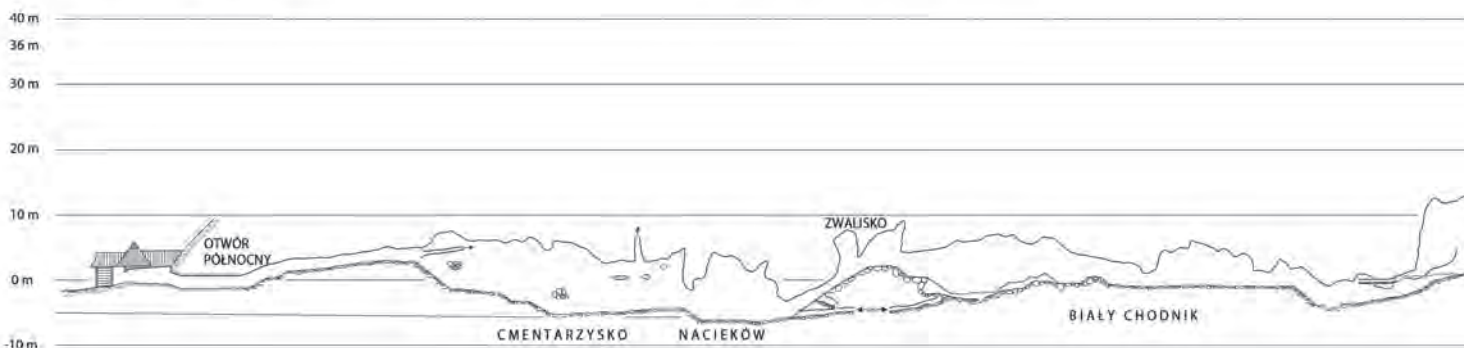 40 m
36 m
30 m
20 m
10 m
ZWALISKO
OTWÓR
PÓŁNOCNY
0 m
BIAŁY CHODNIK
CMENTARZYSKO NACIEKÓW
-10 m